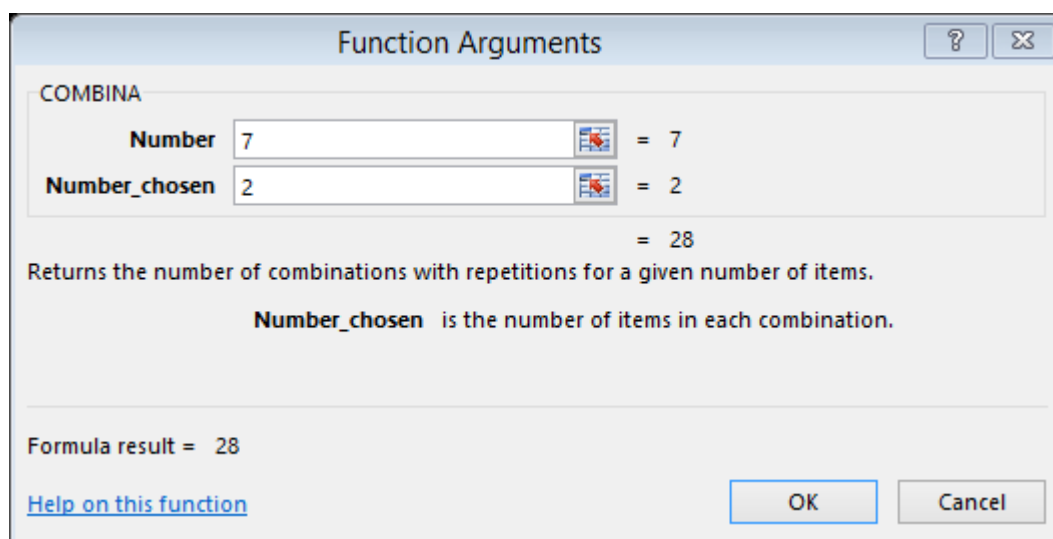 Function Arguments
COMBINA
Number 7 = 7
Number_chosen 2 = 2
= 28
Returns the number of combinations with repetitions for a given number of items.
Number_chosen is the number of items in each combination.
Formula result = 28
Help on this function OK Cancel